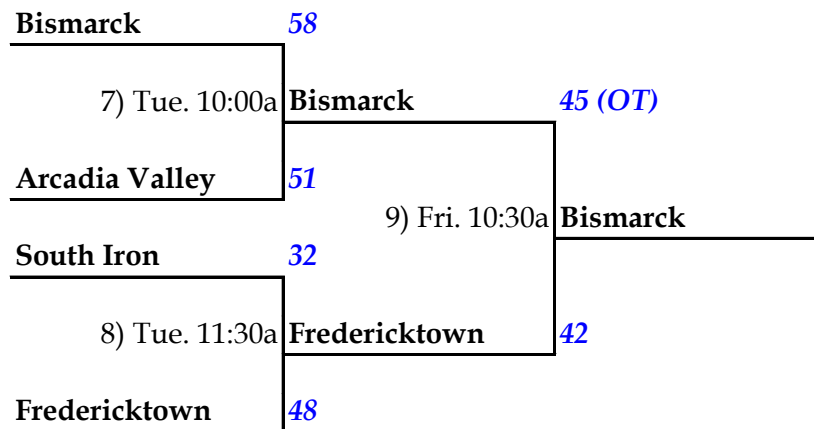 Bismarck 58
7) Tue. 10:00a Bismarck 45 (OT)
Arcadia Valley 51
9) Fri. 10:30a Bismarck
South Iron 32
8) Tue. 11:30a Fredericktown 42
Fredericktown 48